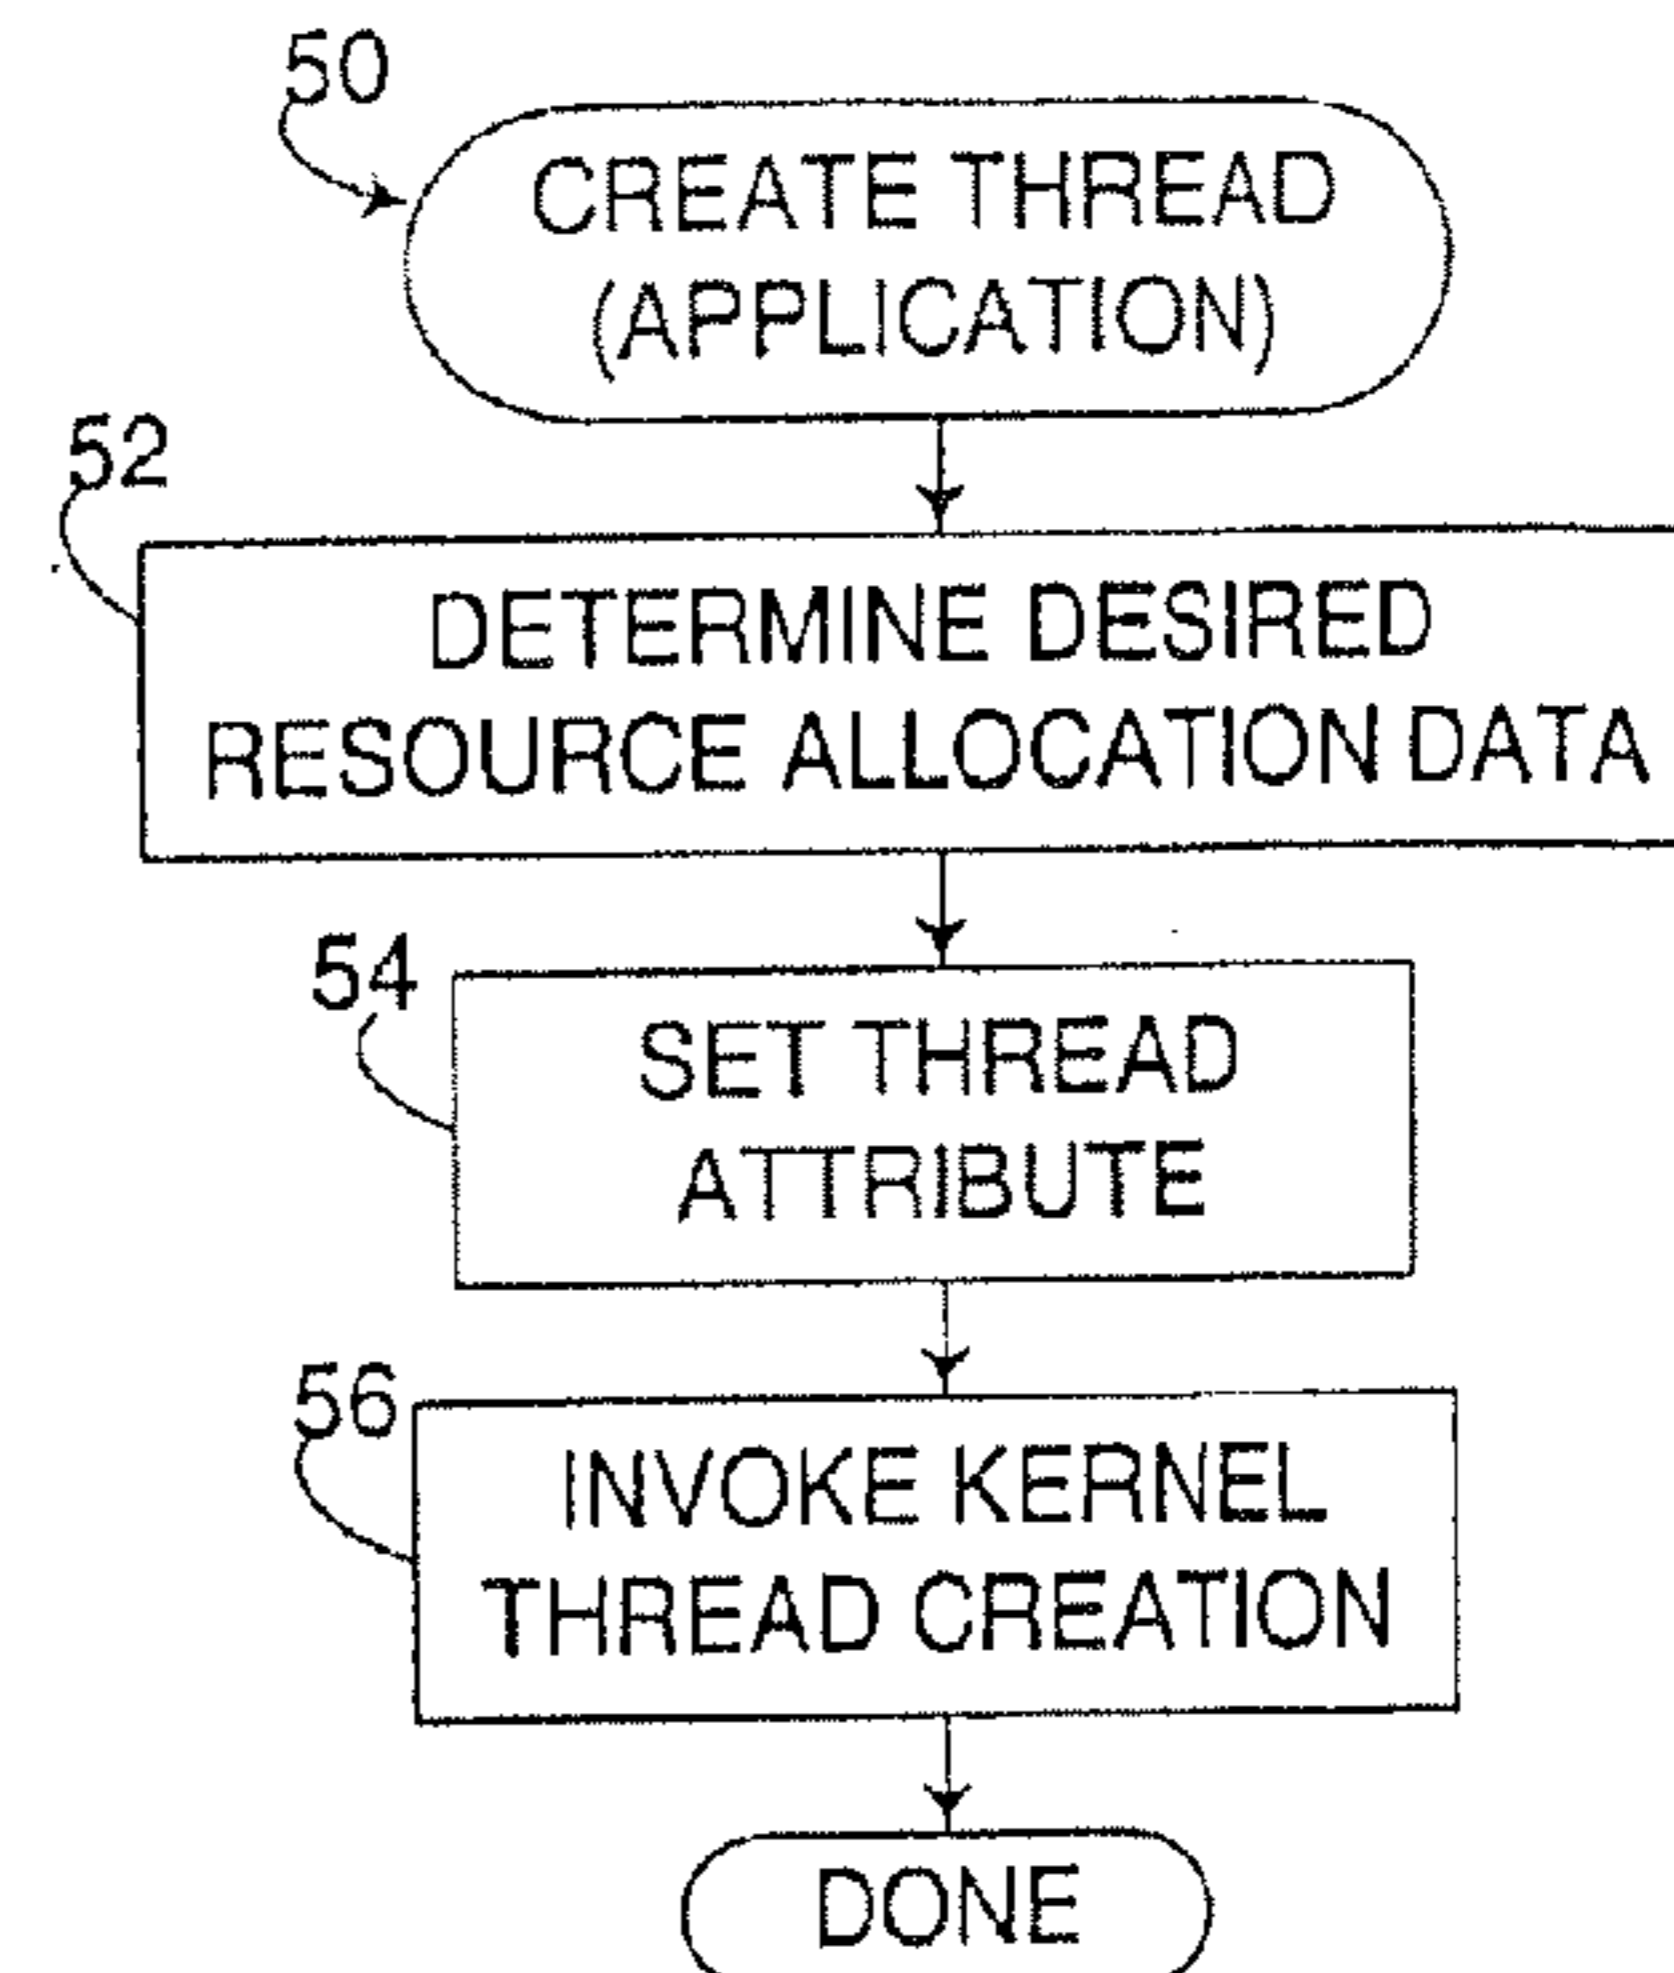 50
CREATE THREAD
(APPLICATION)
52
DETERMINE DESIRED
RESOURCE ALLOCATION DATA
54
SET THREAD
ATTRIBUTE
56
INVOKE KERNEL
THREAD CREATION
DONE